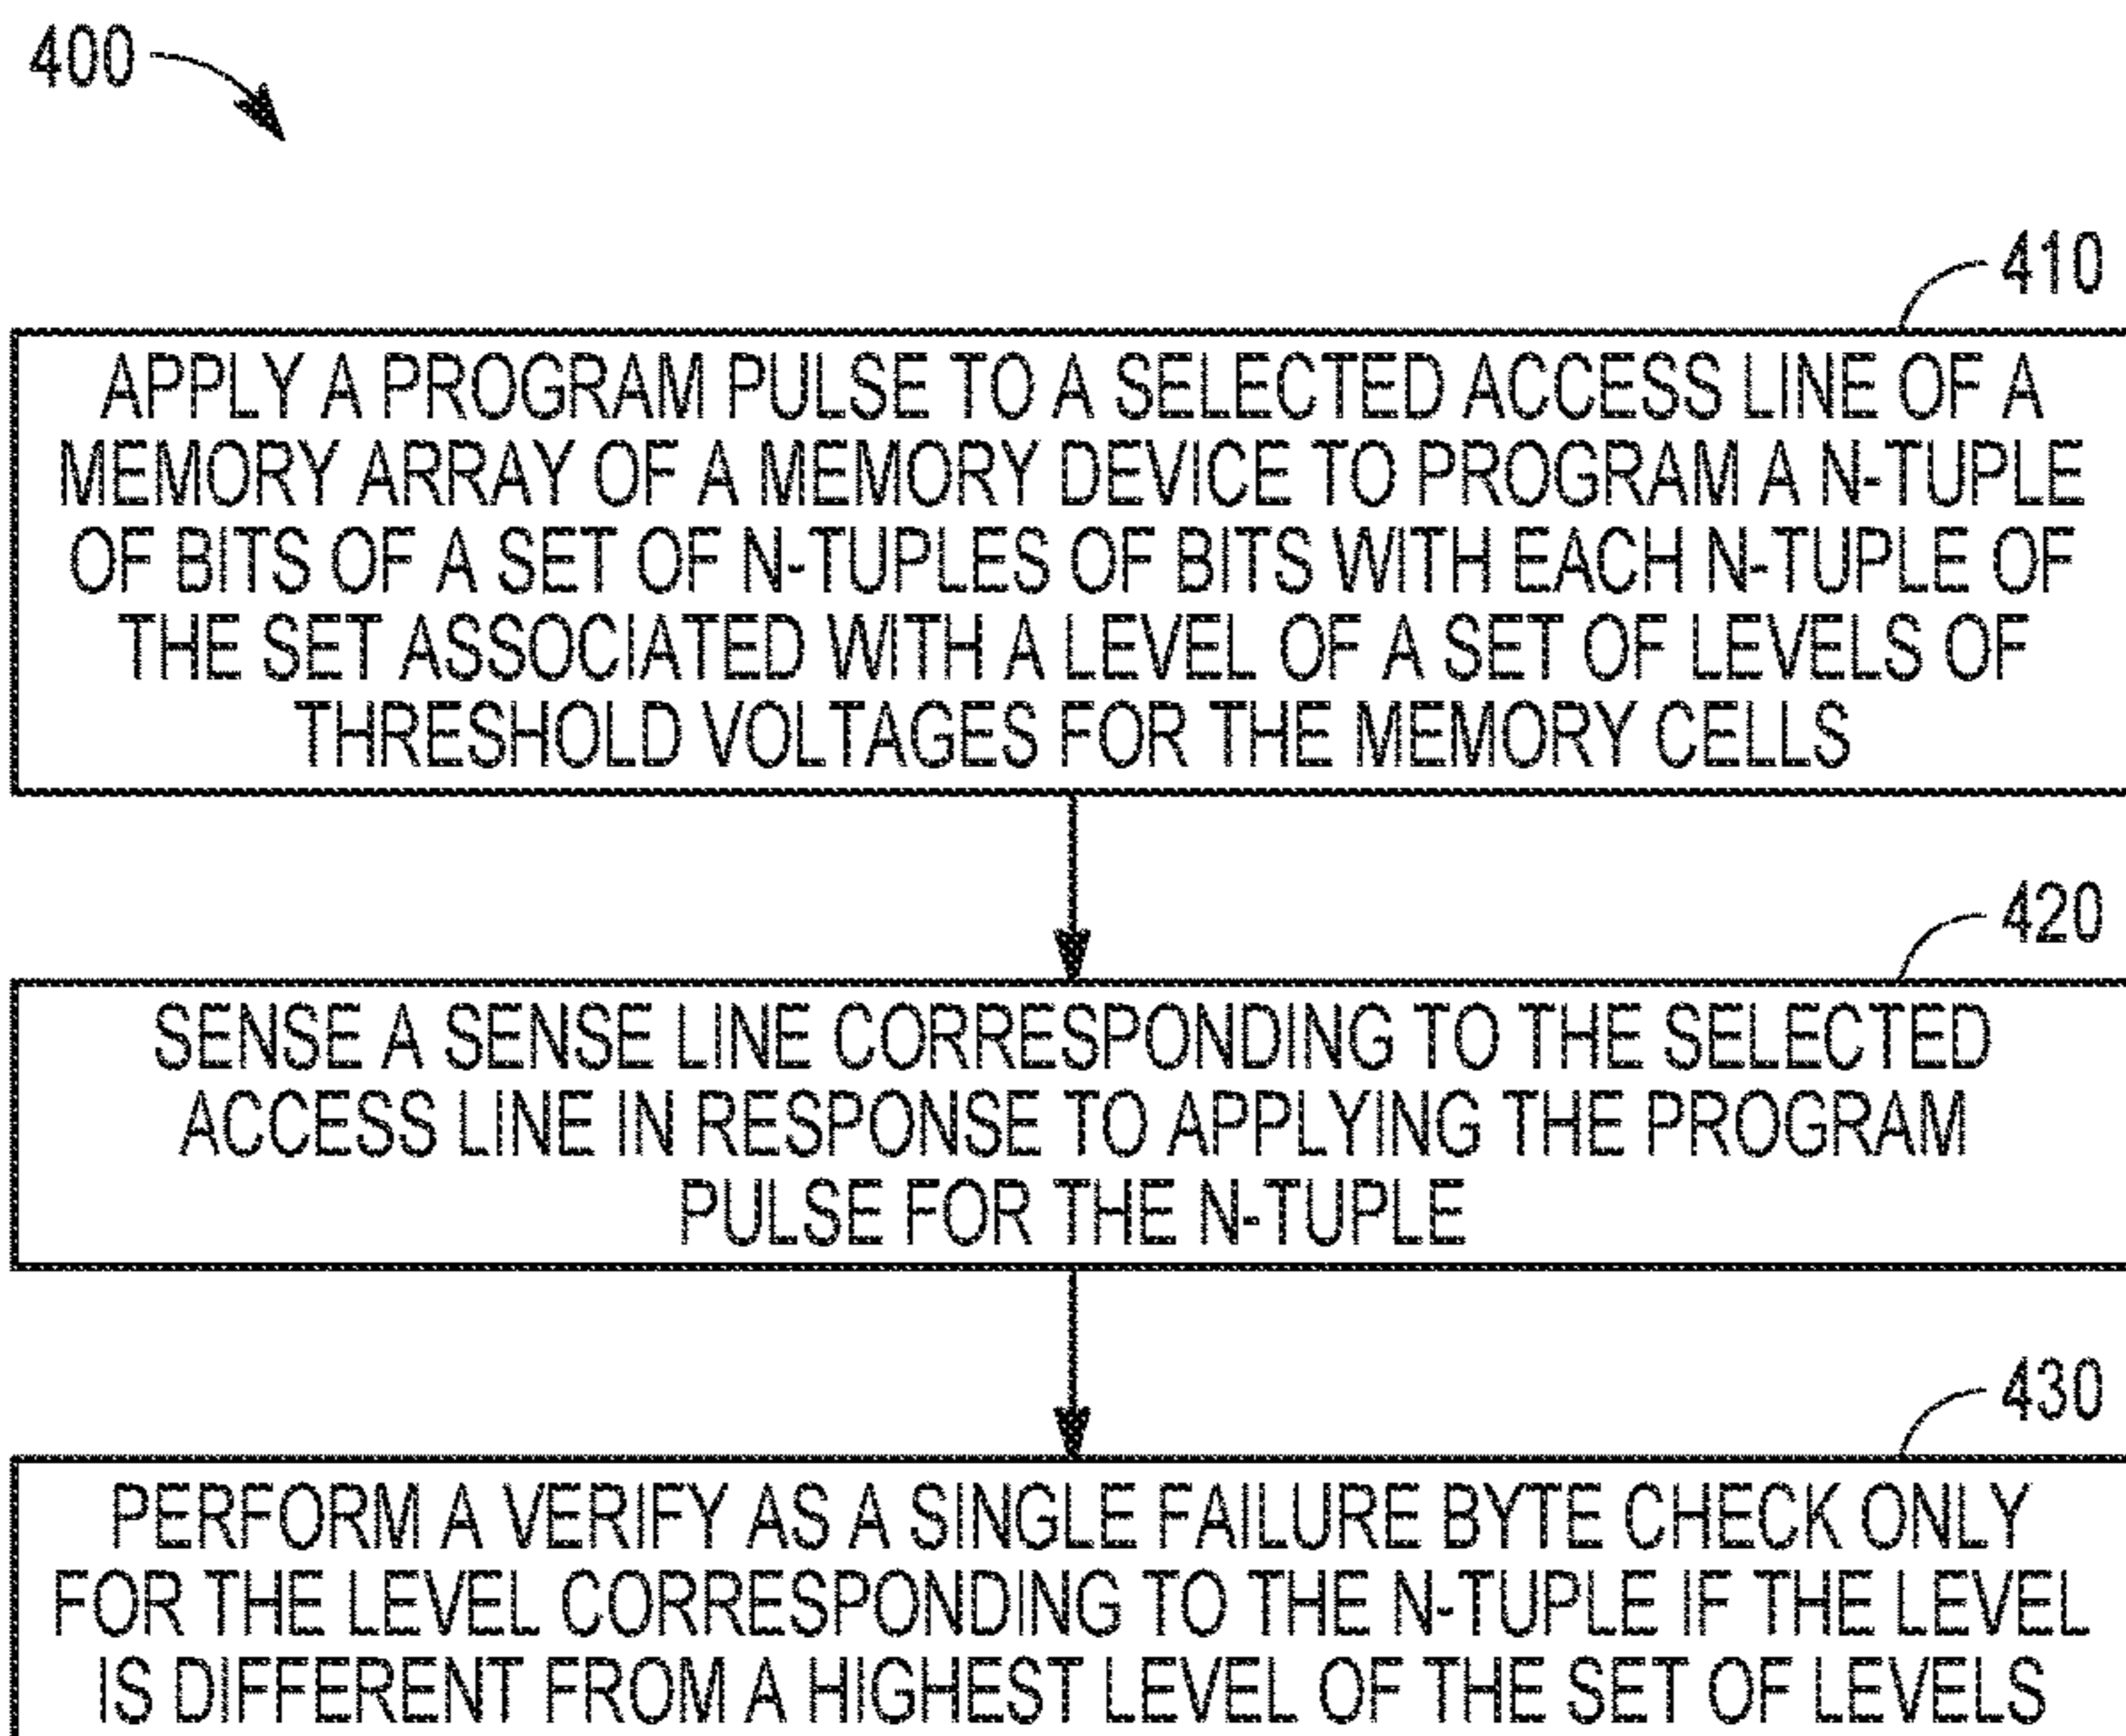 400
410
APPLY A PROGRAM PULSE TO A SELECTED ACCESS LINE OF A
MEMORY ARRAY OF A MEMORY DEVICE TO PROGRAM A N-TUPLE
OF BITS OF A SET OF N-TUPLES OF BITS WITH EACH N-TUPLE OF
THE SET ASSOCIATED WITH A LEVEL OF A SET OF LEVELS OF
THRESHOLD VOLTAGES FOR THE MEMORY CELLS
420
SENSE A SENSE LINE CORRESPONDING TO THE SELECTED
ACCESS LINE IN RESPONSE TO APPLYING THE PROGRAM
PULSE FOR THE N-TUPLE
430
PERFORM A VERIFY AS A SINGLE FAILURE BYTE CHECK ONLY
FOR THE LEVEL CORRESPONDING TO THE N-TUPLE IF THE LEVEL
IS DIFFERENT FROM A HIGHEST LEVEL OF THE SET OF LEVELS